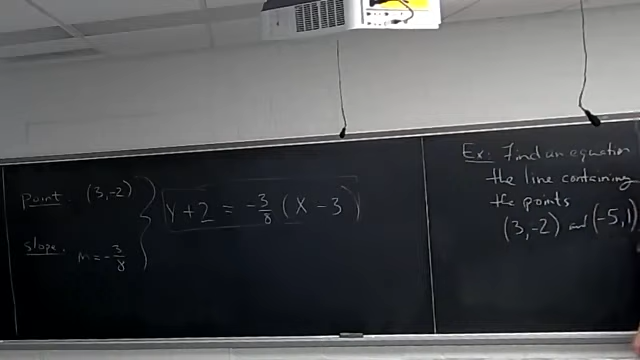 point: (3,-2)
slope: m = -3/8
Y + 2 = -3/8 (X - 3)
Ex: Find an equation
the line containing
the points
(3,-2) and (-5,1)